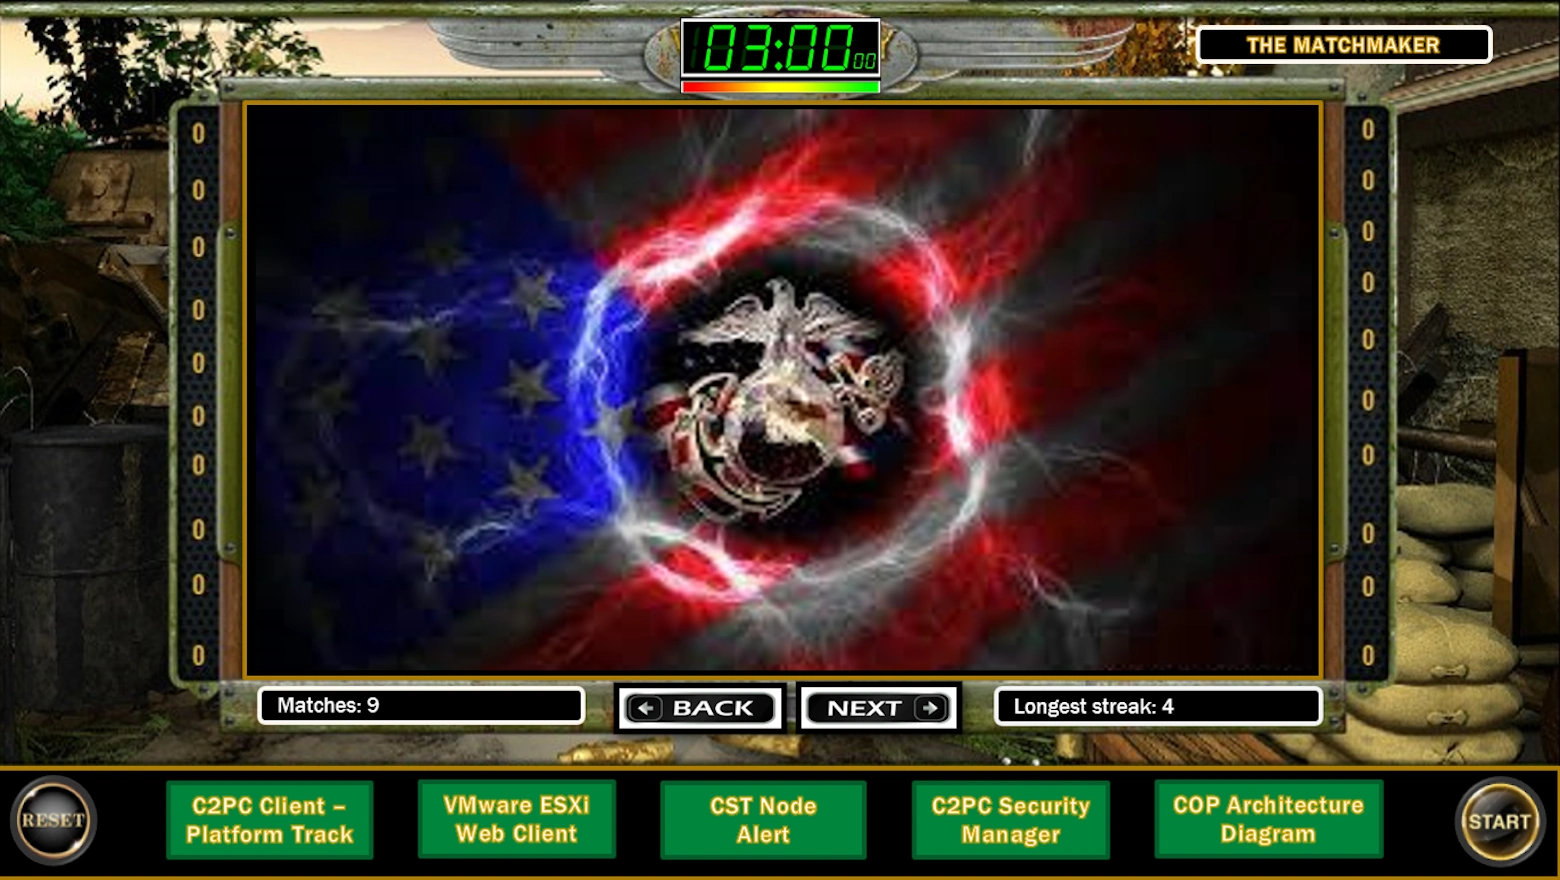 03:00 00
THE MATCHMAKER
0 0
0 0
0 0
0 0
0 0
0 0
0 0
0 0
0 0
0 0
Matches: 9
BACK
NEXT
Longest streak: 4
RESET
C2PC Client –
Platform Track
VMware ESXi
Web Client
CST Node
Alert
C2PC Security
Manager
COP Architecture
Diagram
START